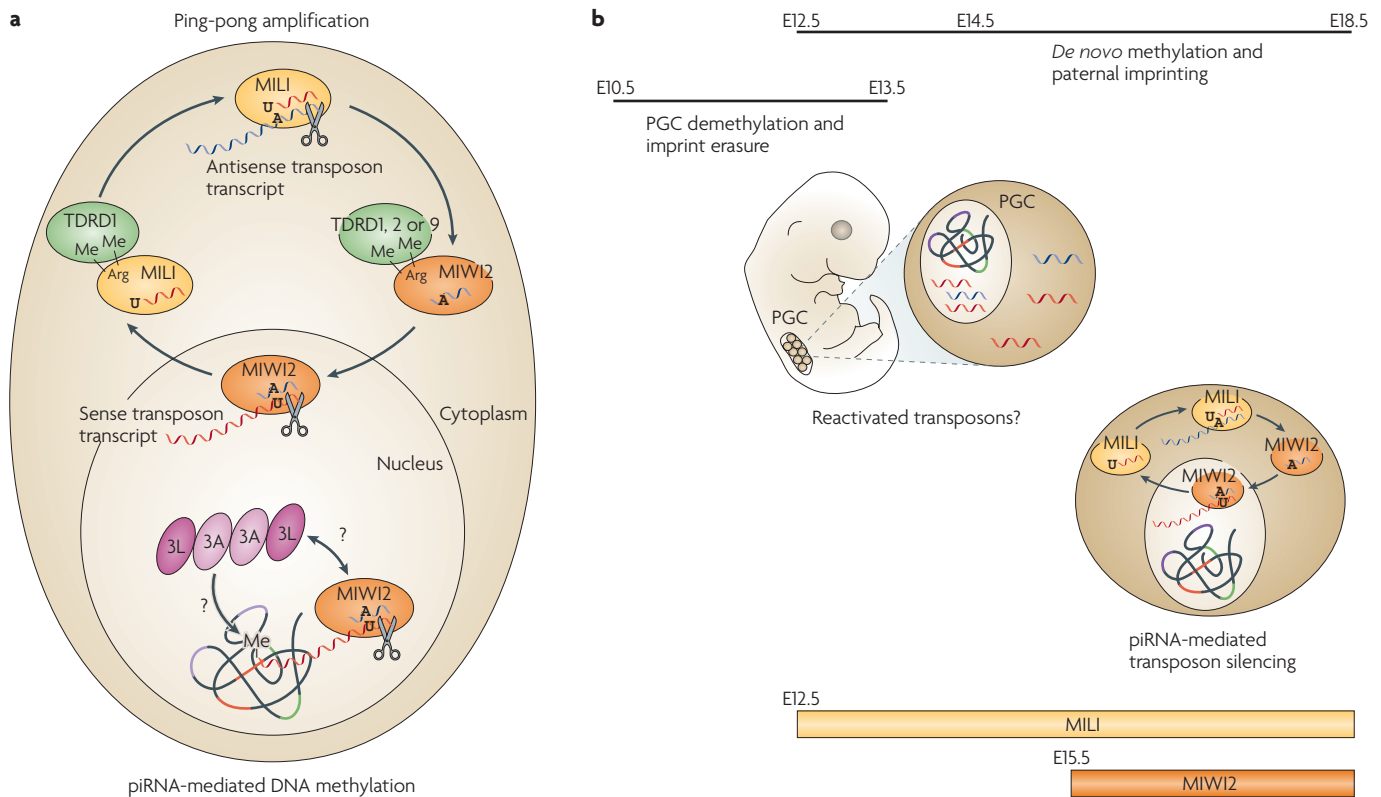 a
Ping-pong amplification
MILI
U
A
Antisense transposon
transcript
TDRD1
Me
Me
Arg
MILI
U
TDRD1, 2 or 9
Me
Me
Arg
MIWI2
A
MIWI2
A
U
Sense transposon
transcript
Cytoplasm
Nucleus
3L
3A
3A
3L
?
?
MIWI2
A
U
Me
piRNA-mediated DNA methylation
b
E12.5
E14.5
E18.5
De novo methylation and
paternal imprinting
E10.5
E13.5
PGC demethylation and
imprint erasure
PGC
PGC
Reactivated transposons?
MILI
U
A
MILI
U
MIWI2
A
MIWI2
A
U
piRNA-mediated
transposon silencing
E12.5
MILI
E15.5
MIWI2